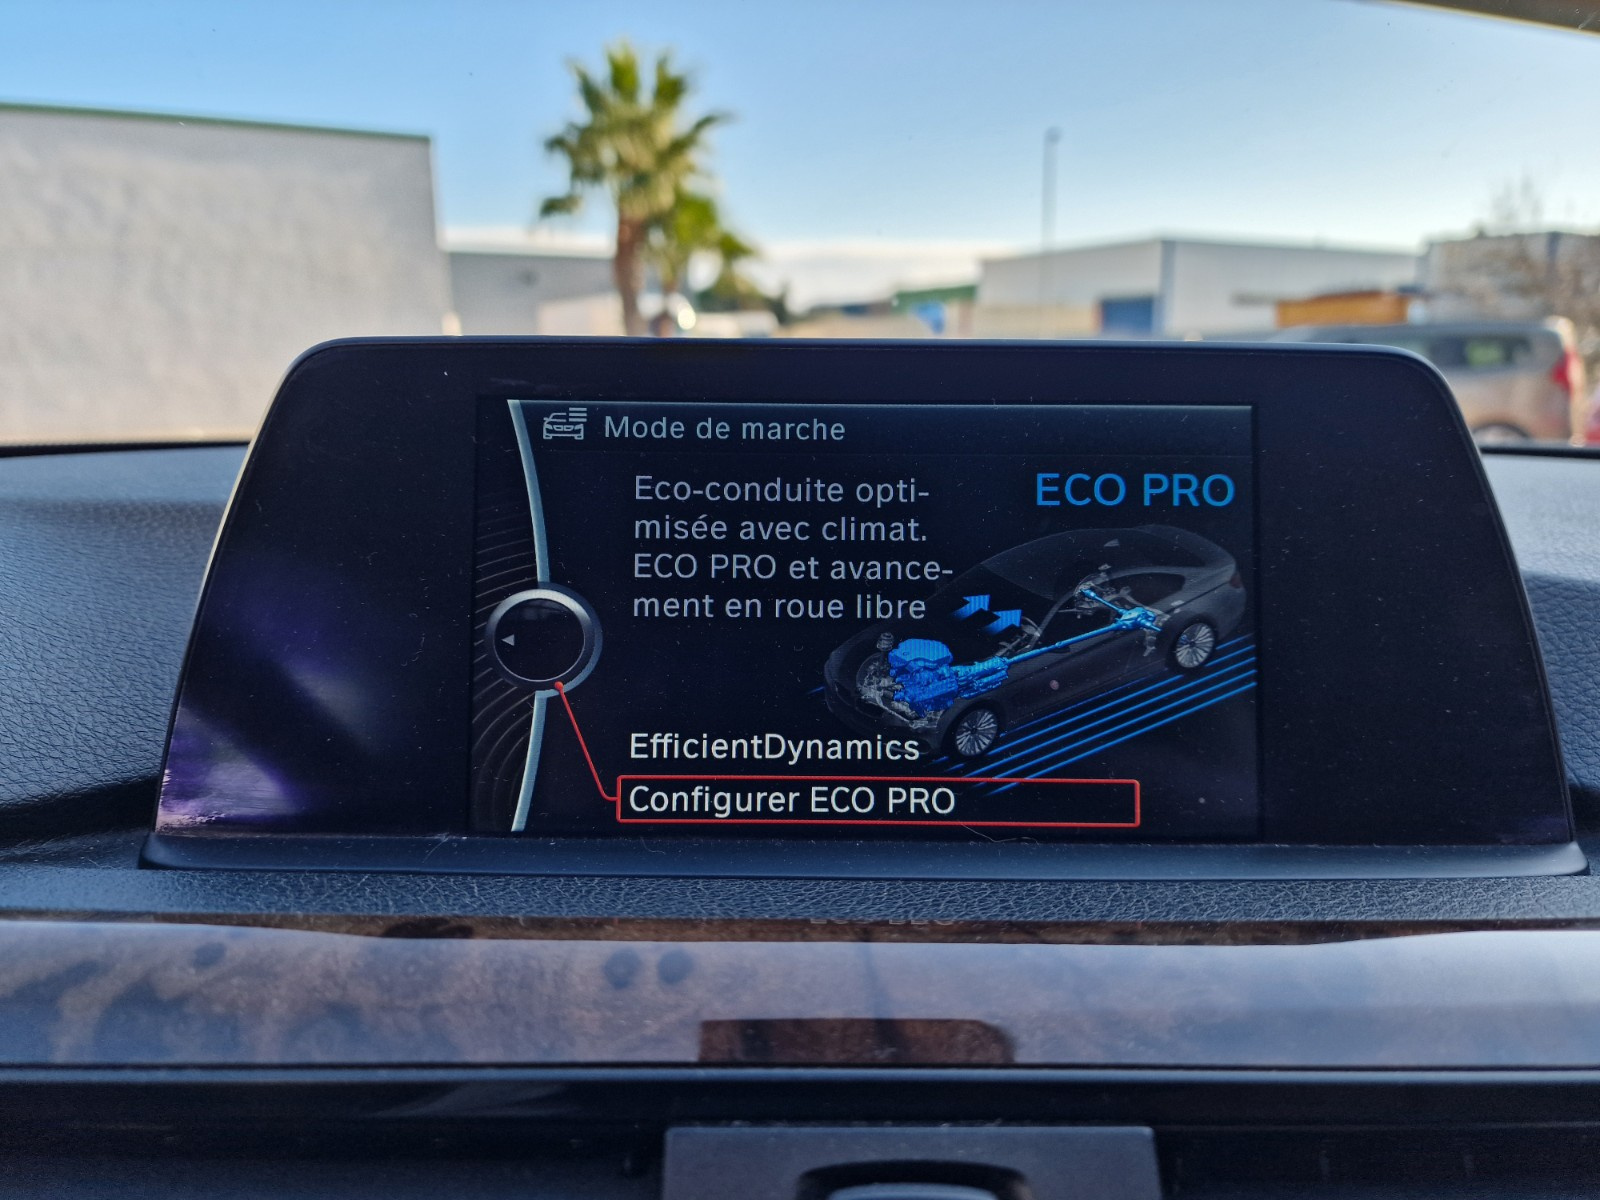 Mode de marche
Eco-conduite opti-
misée avec climat.
ECO PRO et avance-
ment en roue libre
ECO PRO
EfficientDynamics
Configurer ECO PRO